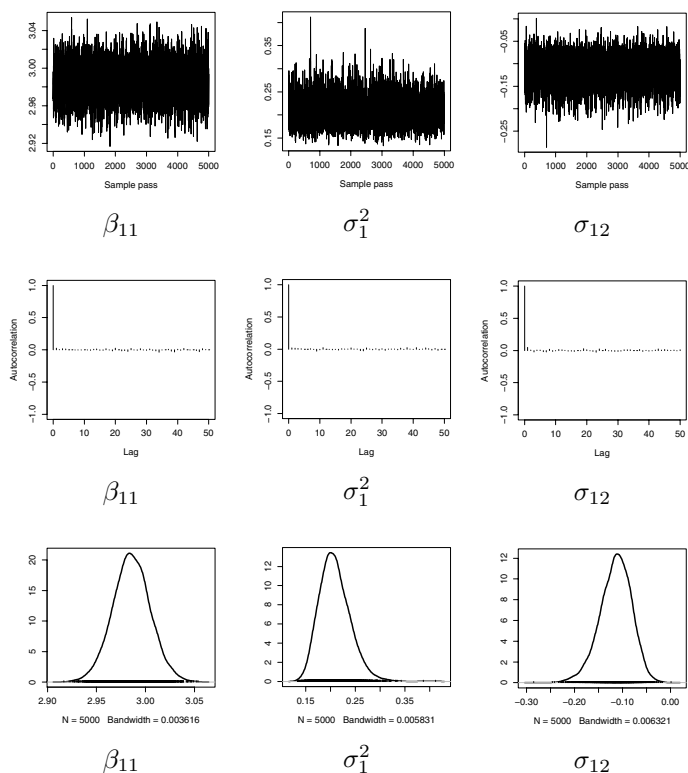 2.92 2.96 3.00 3.04
0 1000 2000 3000 4000 5000
Sample pass
0.15 0.25 0.35
0 1000 2000 3000 4000 5000
Sample pass
−0.25 −0.15 −0.05
0 1000 2000 3000 4000 5000
Sample pass
β₁₁ σ₁² σ₁₂
−1.0 −0.5 0.0 0.5 1.0
Autocorrelation
0 10 20 30 40 50
Lag
−1.0 −0.5 0.0 0.5 1.0
Autocorrelation
0 10 20 30 40 50
Lag
−1.0 −0.5 0.0 0.5 1.0
Autocorrelation
0 10 20 30 40 50
Lag
β₁₁ σ₁² σ₁₂
0 5 10 15 20
2.90 2.95 3.00 3.05
N = 5000 Bandwidth = 0.003616
0 2 4 6 8 10 12
0.15 0.25 0.35
N = 5000 Bandwidth = 0.005831
0 2 4 6 8 10 12
−0.30 −0.20 −0.10 0.00
N = 5000 Bandwidth = 0.006321
β₁₁ σ₁² σ₁₂